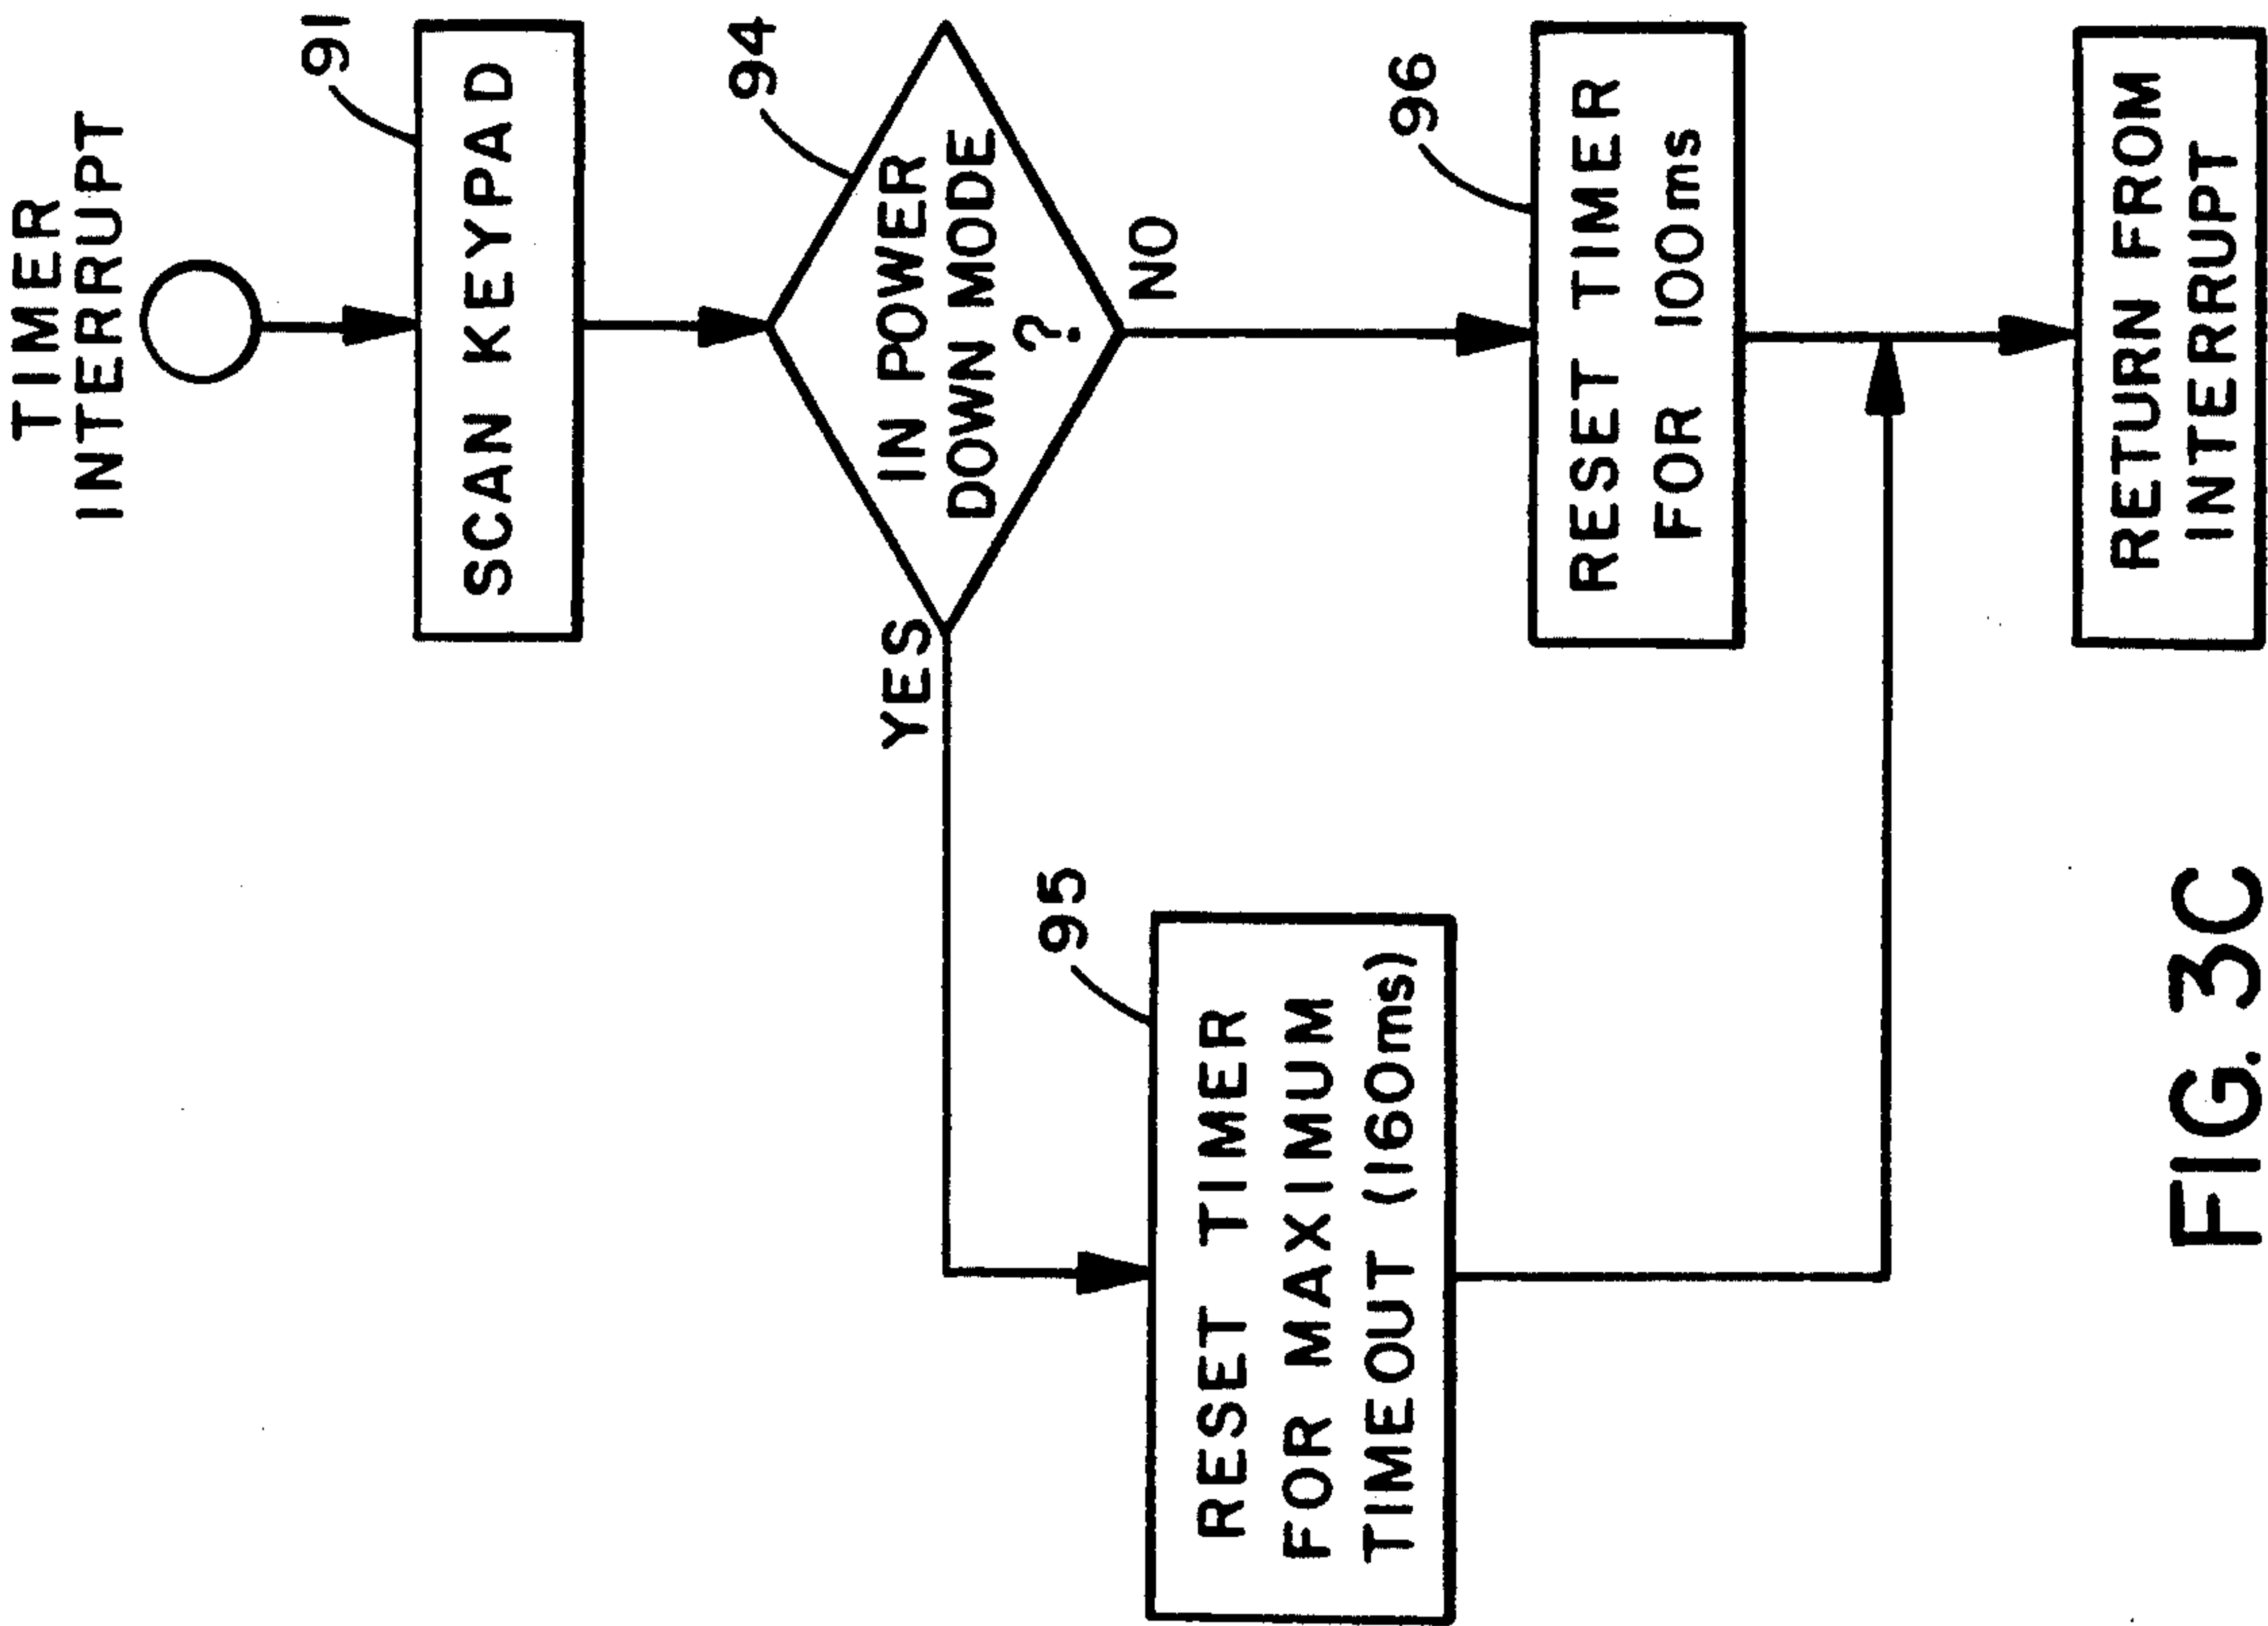 TIMER
INTERRUPT
91
SCAN KEYPAD
94
IN POWER
DOWN MODE
?
YES
NO
95
RESET TIMER
FOR MAXIMUM
TIMEOUT (160ms)
96
RESET TIMER
FOR 100ms
RETURN FROM
INTERRUPT
FIG. 3C